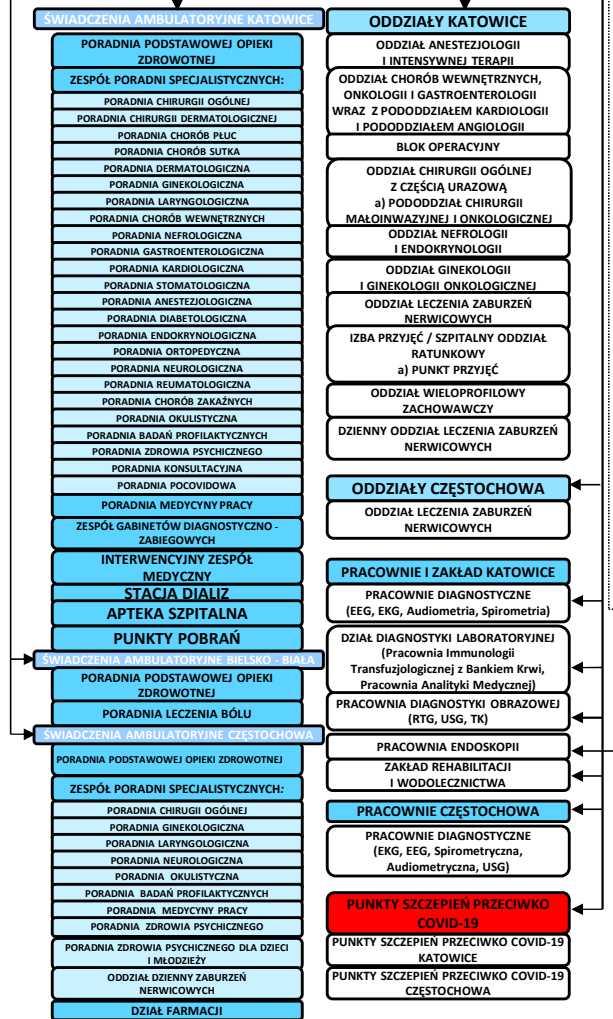 ŚWIADCZENIA AMBULATORYJNE KATOWICE
PORADNIA PODSTAWOWEJ OPIEKI
ZDROWOTNEJ
ZESPÓŁ PORADNI SPECJALISTYCZNYCH:
PORADNIA CHIRURGII OGÓLNEJ
PORADNIA CHIRURGII DERMATOLOGICZNEJ
PORADNIA CHORÓB PŁUC
PORADNIA CHORÓB SUTKA
PORADNIA DERMATOLOGICZNA
PORADNIA GINEKOLOGICZNA
PORADNIA LARYNGOLOGICZNA
PORADNIA CHORÓB WEWNĘTRZNYCH
PORADNIA NEFROLOGICZNA
PORADNIA GASTROENTEROLOGICZNA
PORADNIA KARDIOLOGICZNA
PORADNIA STOMATOLOGICZNA
PORADNIA ANESTEZJOLOGICZNA
PORADNIA DIABETOLOGICZNA
PORADNIA ENDOKRYNOLOGICZNA
PORADNIA ORTOPEDYCZNA
PORADNIA NEUROLOGICZNA
PORADNIA REUMATOLOGICZNA
PORADNIA CHORÓB ZAKAŹNYCH
PORADNIA OKULISTYCZNA
PORADNIA BADAŃ PROFILAKTYCZNYCH
PORADNIA ZDROWIA PSYCHICZNEGO
PORADNIA KONSULTACYJNA
PORADNIA POCOVIDOWA
PORADNIA MEDYCYNY PRACY
ZESPÓŁ GABINETÓW DIAGNOSTYCZNO -
ZABIEGOWYCH
INTERWENCYJNY ZESPÓŁ
MEDYCZNY
STACJA DIALIZ
APTEKA SZPITALNA
PUNKTY POBRAŃ
ŚWIADCZENIA AMBULATORYJNE BIELSKO - BIAŁA
PORADNIA PODSTAWOWEJ OPIEKI
ZDROWOTNEJ
PORADNIA LECZENIA BÓLU
ŚWIADCZENIA AMBULATORYJNE CZĘSTOCHOWA
PORADNIA PODSTAWOWEJ OPIEKI ZDROWOTNEJ
ZESPÓŁ PORADNI SPECJALISTYCZNYCH:
PORADNIA CHIRUGII OGÓLNEJ
PORADNIA GINEKOLOGICZNA
PORADNIA LARYNGOLOGICZNA
PORADNIA NEUROLOGICZNA
PORADNIA OKULISTYCZNA
PORADNIA BADAŃ PROFILAKTYCZNYCH
PORADNIA MEDYCYNY PRACY
PORADNIA ZDROWIA PSYCHICZNEGO
PORADNIA ZDROWIA PSYCHICZNEGO DLA DZIECI
I MŁODZIEŻY
ODDZIAŁ DZIENNY ZABURZEŃ
NERWICOWYCH
DZIAŁ FARMACJI
ODDZIAŁY KATOWICE
ODDZIAŁ ANESTEZJOLOGII
I INTENSYWNEJ TERAPII
ODDZIAŁ CHORÓB WEWNĘTRZNYCH,
ONKOLOGII I GASTROENTEROLOGII
WRAZ Z PODODDZIAŁEM KARDIOLOGII
I PODODDZIAŁEM ANGIOLOGII
BLOK OPERACYJNY
ODDZIAŁ CHIRURGII OGÓLNEJ
Z CZĘŚCIĄ URAZOWĄ
a) PODODDZIAŁ CHIRURGII
MAŁOINWAZYJNEJ I ONKOLOGICZNEJ
ODDZIAŁ NEFROLOGII
I ENDOKRYNOLOGII
ODDZIAŁ GINEKOLOGII
I GINEKOLOGII ONKOLOGICZNEJ
ODDZIAŁ LECZENIA ZABURZEŃ
NERWICOWYCH
IZBA PRZYJĘĆ / SZPITALNY ODDZIAŁ
RATUNKOWY
a) PUNKT PRZYJĘĆ
ODDZIAŁ WIELOPROFILOWY
ZACHOWAWCZY
DZIENNY ODDZIAŁ LECZENIA ZABURZEŃ
NERWICOWYCH
ODDZIAŁY CZĘSTOCHOWA
ODDZIAŁ LECZENIA ZABURZEŃ
NERWICOWYCH
PRACOWNIE I ZAKŁAD KATOWICE
PRACOWNIE DIAGNOSTYCZNE
(EEG, EKG, Audiometria, Spirometria)
DZIAŁ DIAGNOSTYKI LABORATORYJNEJ
(Pracownia Immunologii
Transfuzjologicznej z Bankiem Krwi,
Pracownia Analityki Medycznej)
PRACOWNIA DIAGNOSTYKI OBRAZOWEJ
(RTG, USG, TK)
PRACOWNIA ENDOSKOPII
ZAKŁAD REHABILITACJI
I WODOLECZNICTWA
PRACOWNIE CZĘSTOCHOWA
PRACOWNIE DIAGNOSTYCZNE
(EKG, EEG, Spirometryczna,
Audiometryczna, USG)
PUNKTY SZCZEPIEŃ PRZECIWKO
COVID-19
PUNKTY SZCZEPIEŃ PRZECIWKO COVID-19
KATOWICE
PUNKTY SZCZEPIEŃ PRZECIWKO COVID-19
CZĘSTOCHOWA